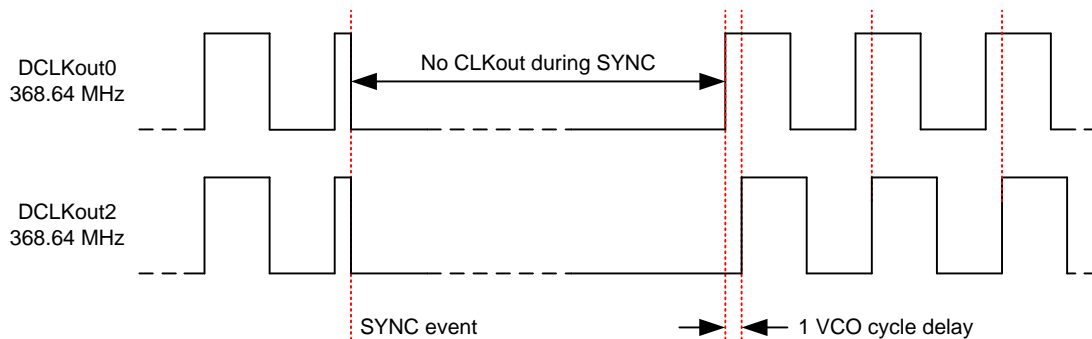 DCLKout0
368.64 MHz
No CLKout during SYNC
DCLKout2
368.64 MHz
SYNC event
1 VCO cycle delay